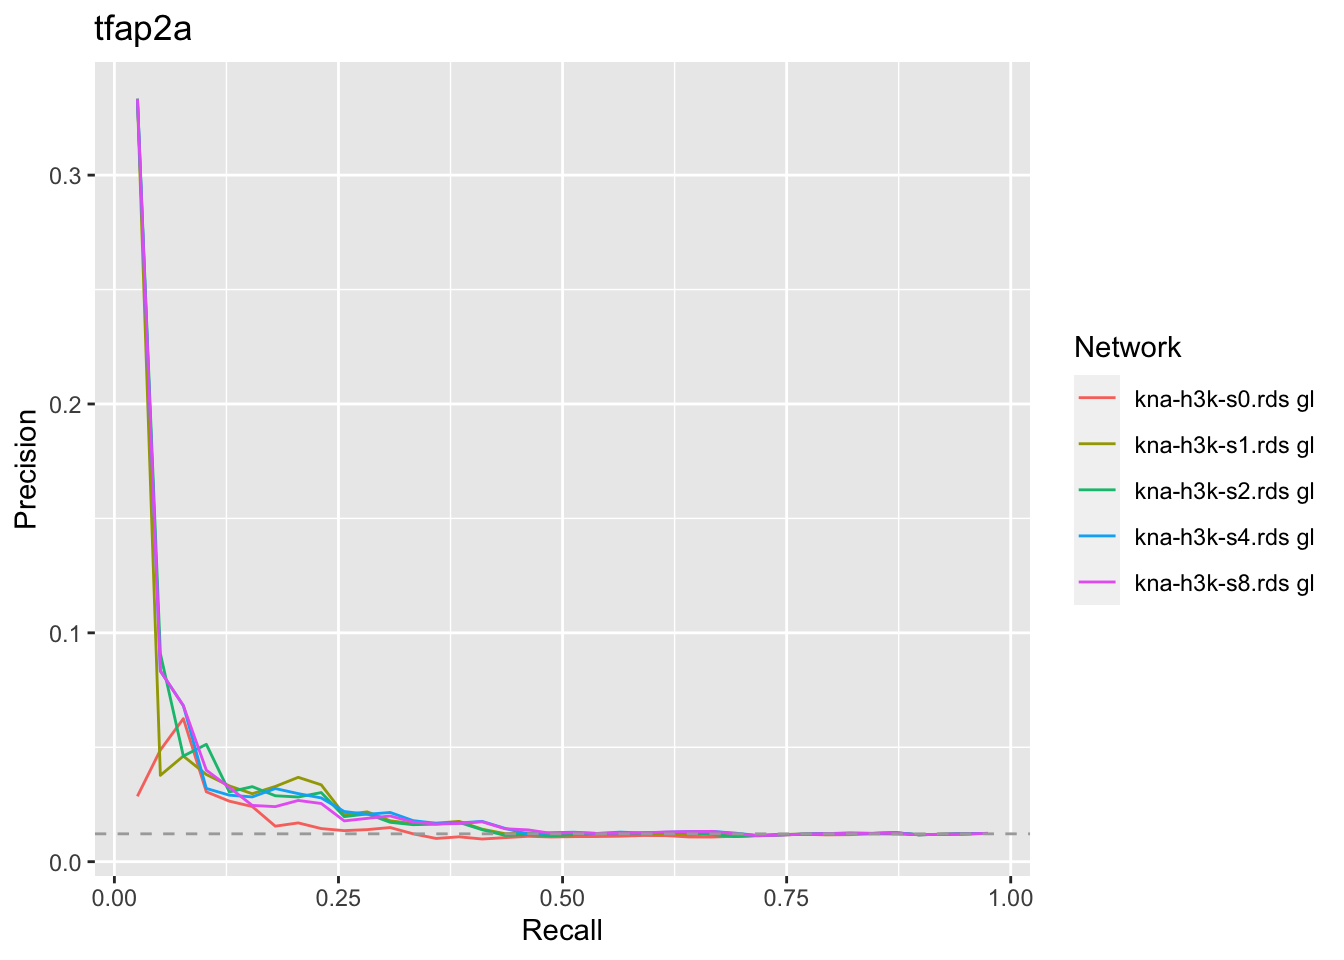 tfap2a
Precision
0.3
0.2
0.1
0.0
0.00 0.25 0.50 0.75 1.00
Recall
Network
kna-h3k-s0.rds gl
kna-h3k-s1.rds gl
kna-h3k-s2.rds gl
kna-h3k-s4.rds gl
kna-h3k-s8.rds gl